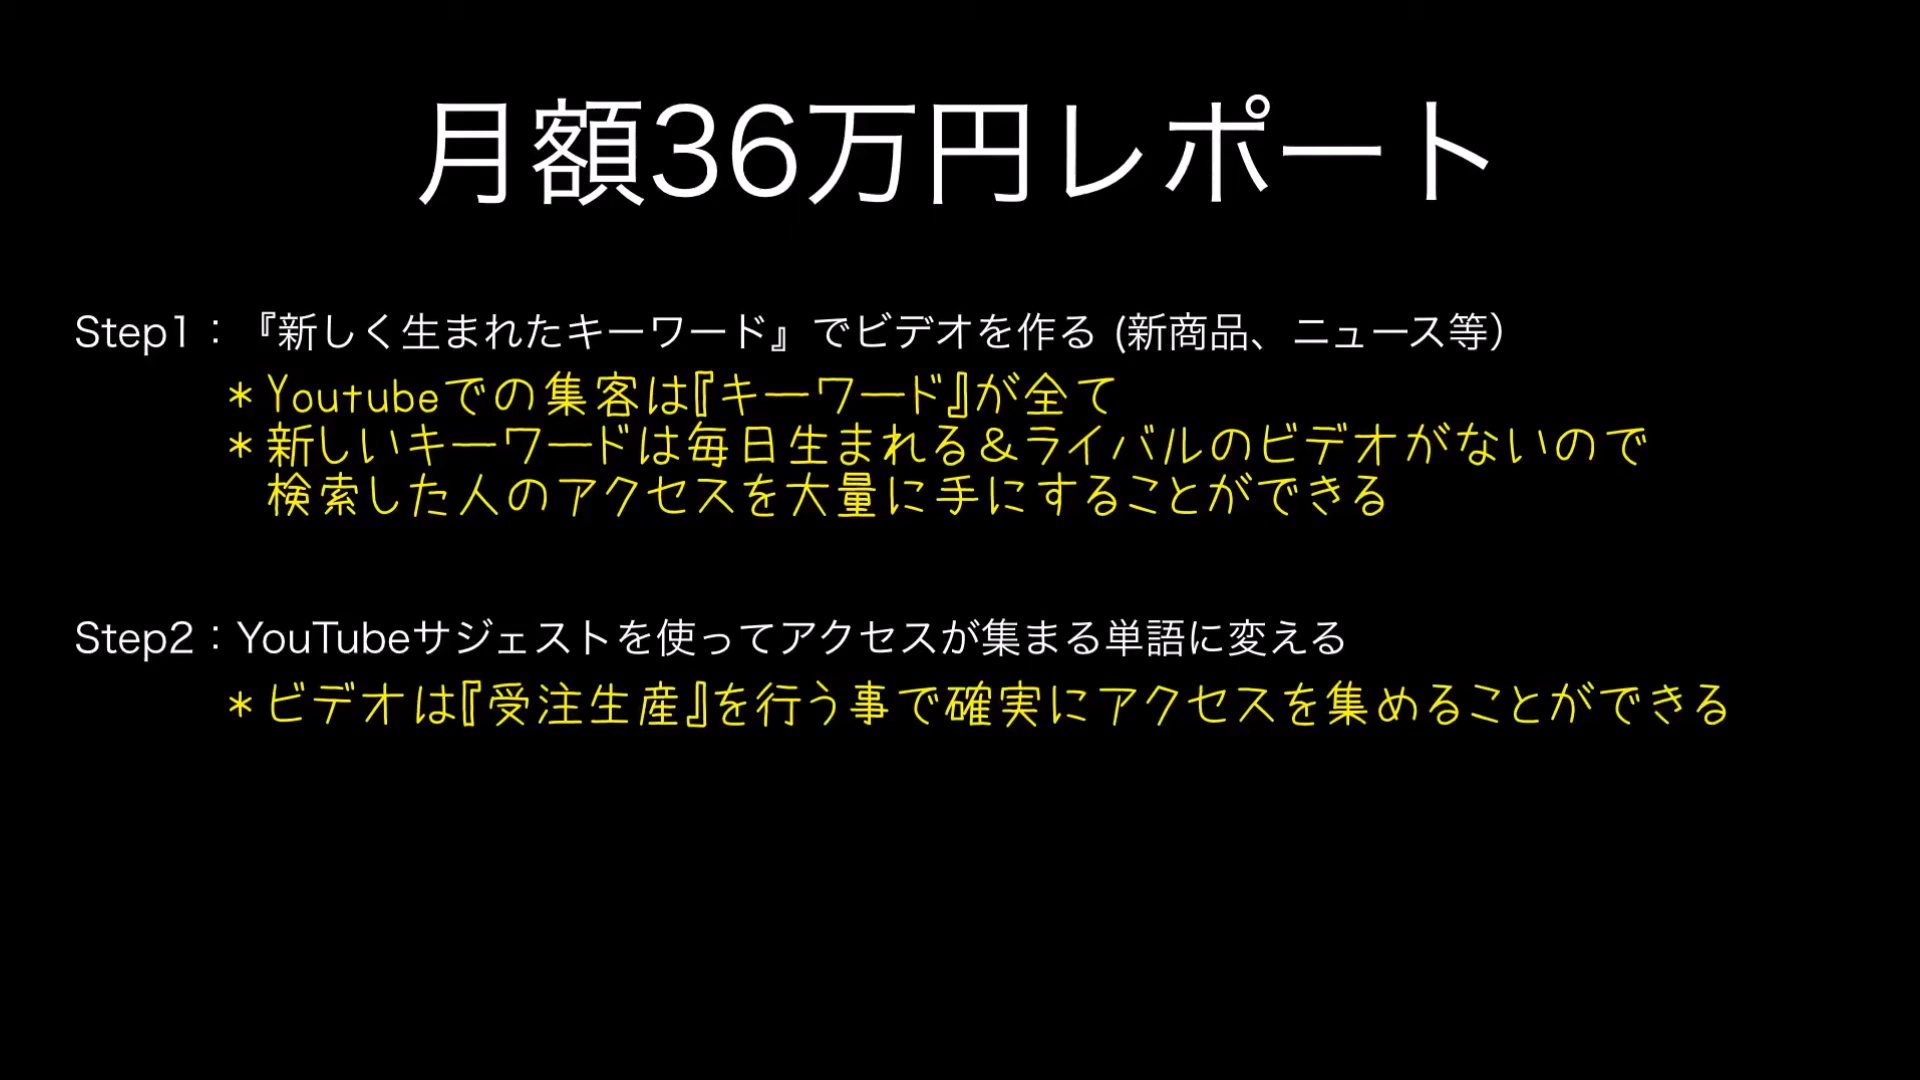 月額36万円レポート
Step1：『新しく生まれたキーワード』でビデオを作る (新商品、ニュース等）
＊Youtubeでの集客は『キーワード』が全て
＊新しいキーワードは毎日生まれる＆ライバルのビデオがないので
検索した人のアクセスを大量に手にすることができる
Step2：YouTubeサジェストを使ってアクセスが集まる単語に変える
＊ビデオは『受注生産』を行う事で確実にアクセスを集めることができる